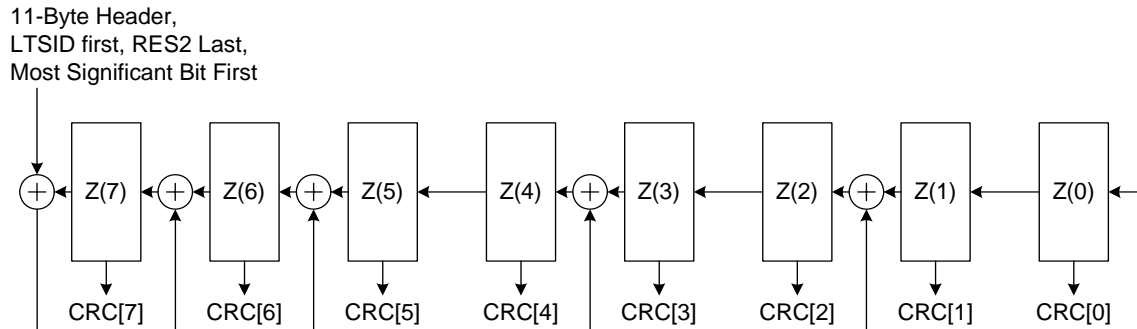 11-Byte Header,
LTSID first, RES2 Last,
Most Significant Bit First
Z(7) Z(6) Z(5) Z(4) Z(3) Z(2) Z(1) Z(0)
CRC[7] CRC[6] CRC[5] CRC[4] CRC[3] CRC[2] CRC[1] CRC[0]